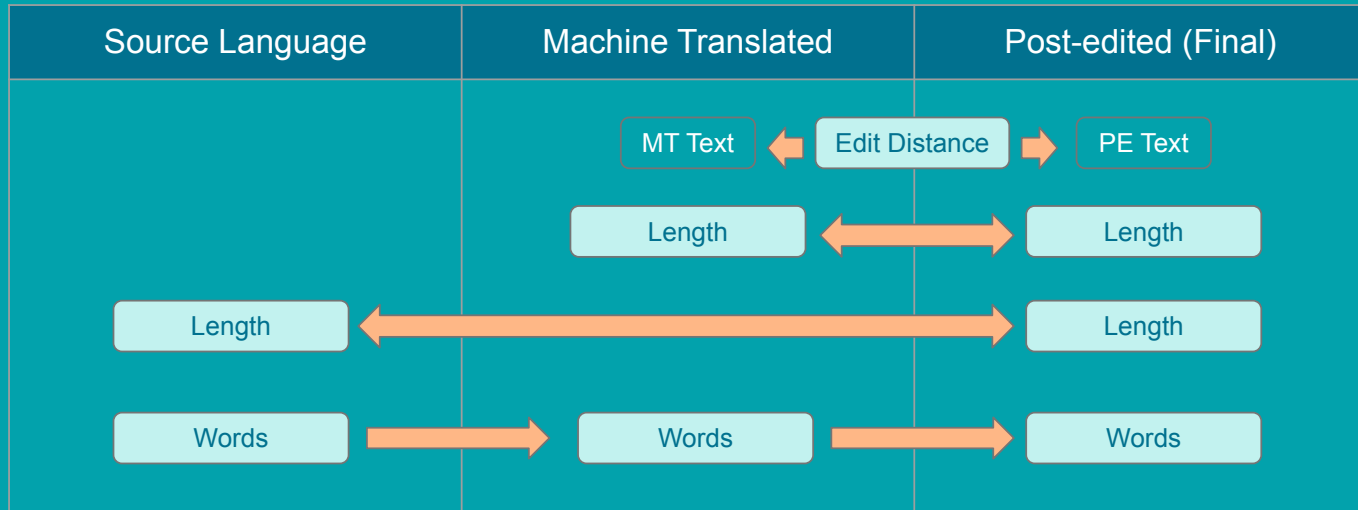 Source Language
Machine Translated
Post-edited (Final)
MT Text
Edit Distance
PE Text
Length
Length
Length
Length
Words
Words
Words